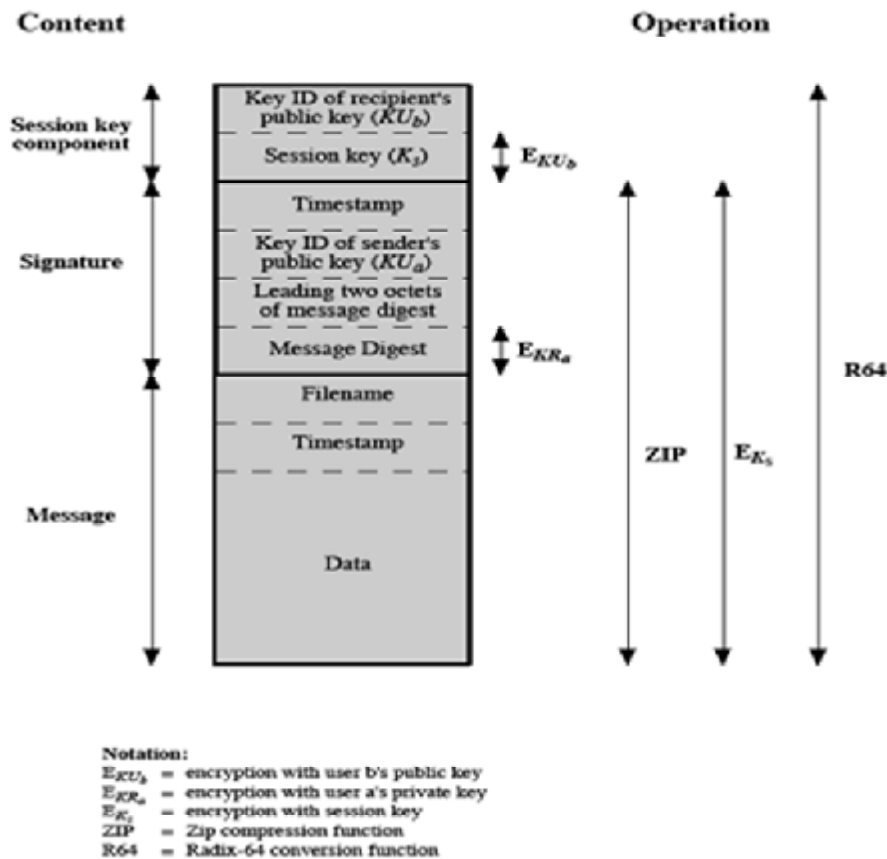 Content
Operation
Session key
component
Key ID of recipient's
public key (KUb)
Session key (Ks)
EKUb
Signature
Timestamp
Key ID of sender's
public key (KUa)
Leading two octets
of message digest
Message Digest
EKRa
R64
Filename
Timestamp
ZIP
EKs
Message
Data
Notation:
EKUb = encryption with user b's public key
EKRa = encryption with user a's private key
EKs = encryption with session key
ZIP = Zip compression function
R64 = Radix-64 conversion function